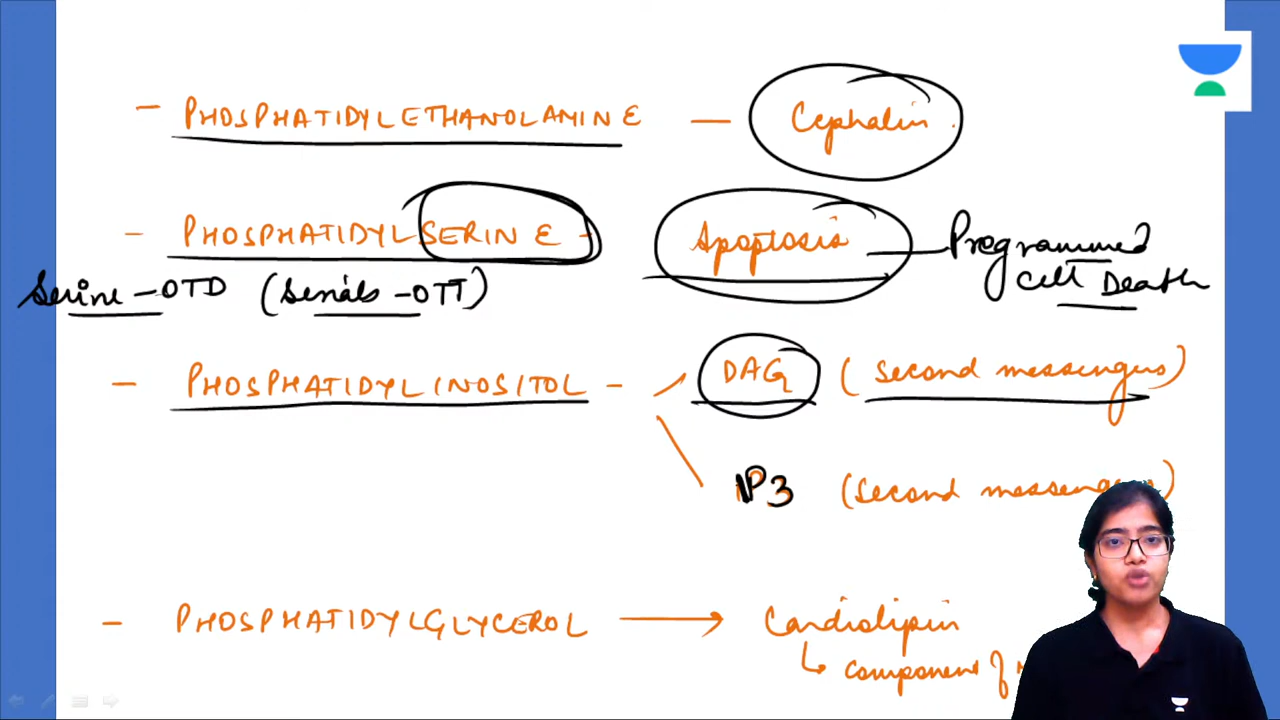 - PHOSPHATIDYLETHANOLAMINE - Cephalin
- PHOSPHATIDYLSERINE - Apoptosis - Programmed Cell Death
Serine - OTD (Serials - OTT)
- PHOSPHATIDYLINOSITOL - DAG (second messengers)
IP3 (second messengers)
- PHOSPHATIDYLGLYCEROL → Cardiolipin
↳ component of